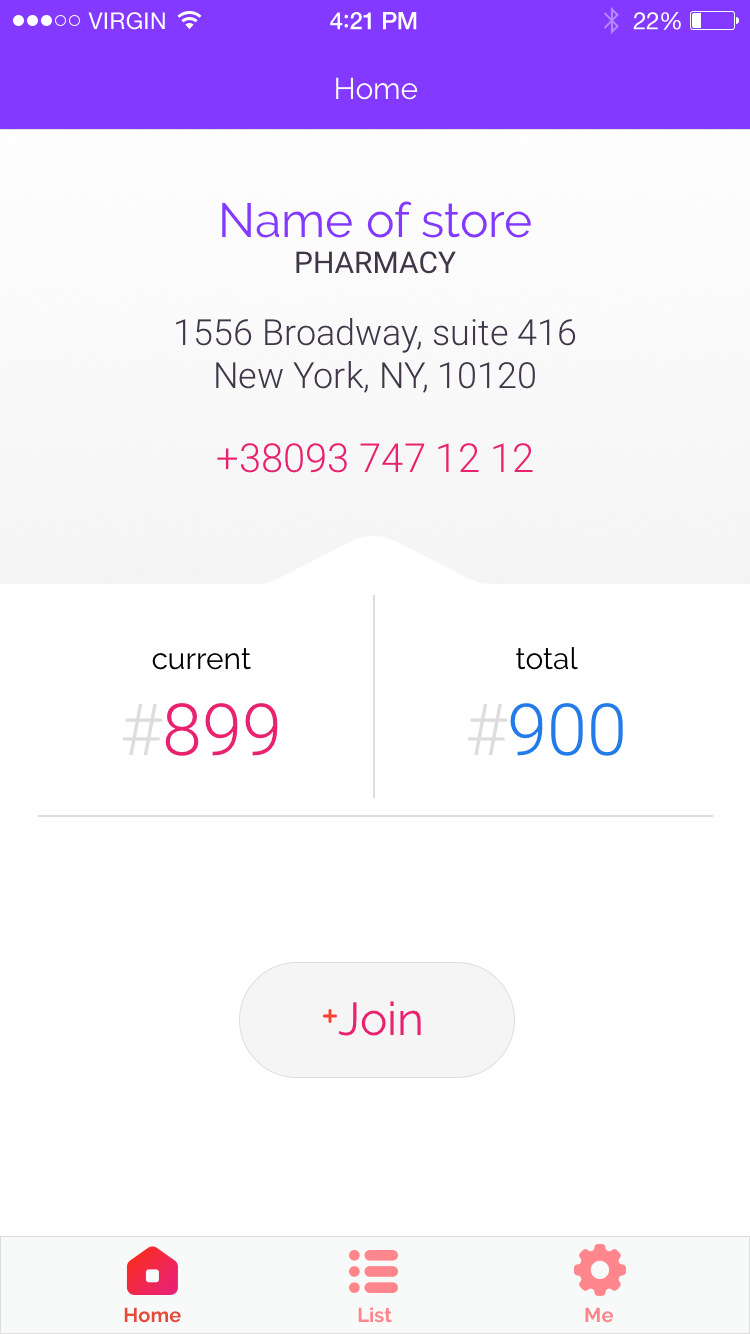 VIRGIN 4:21 PM 22%
Home
Name of store
PHARMACY
1556 Broadway, suite 416
New York, NY, 10120
+38093 747 12 12
current total
#899 #900
+Join
Home List Me